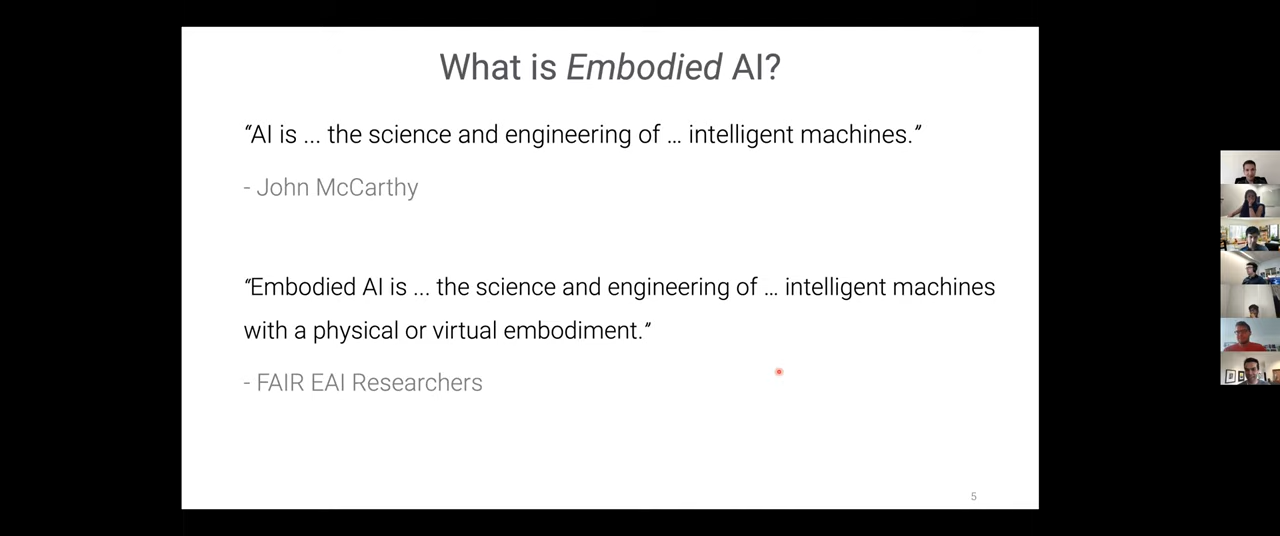 What is Embodied AI?
“AI is ... the science and engineering of ... intelligent machines.”
- John McCarthy
“Embodied AI is ... the science and engineering of ... intelligent machines
with a physical or virtual embodiment.”
- FAIR EAI Researchers
5